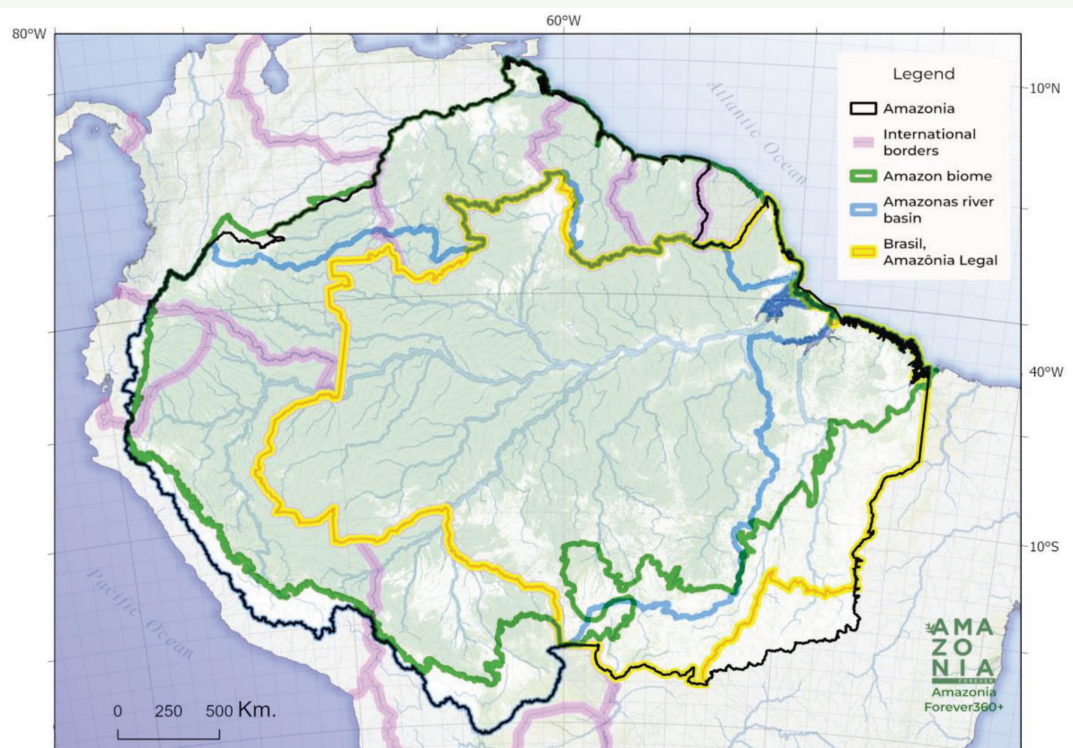 80°W
60°W
Legend
Amazonia
International
borders
Amazon biome
Amazonas river
basin
Brasil,
Amazônia Legal
10°N
Atlantic Ocean
40°W
10°S
Pacific Ocean
0 250 500 Km.
AMA
ZO
NIA
FOREVER
Amazonia
Forever360+